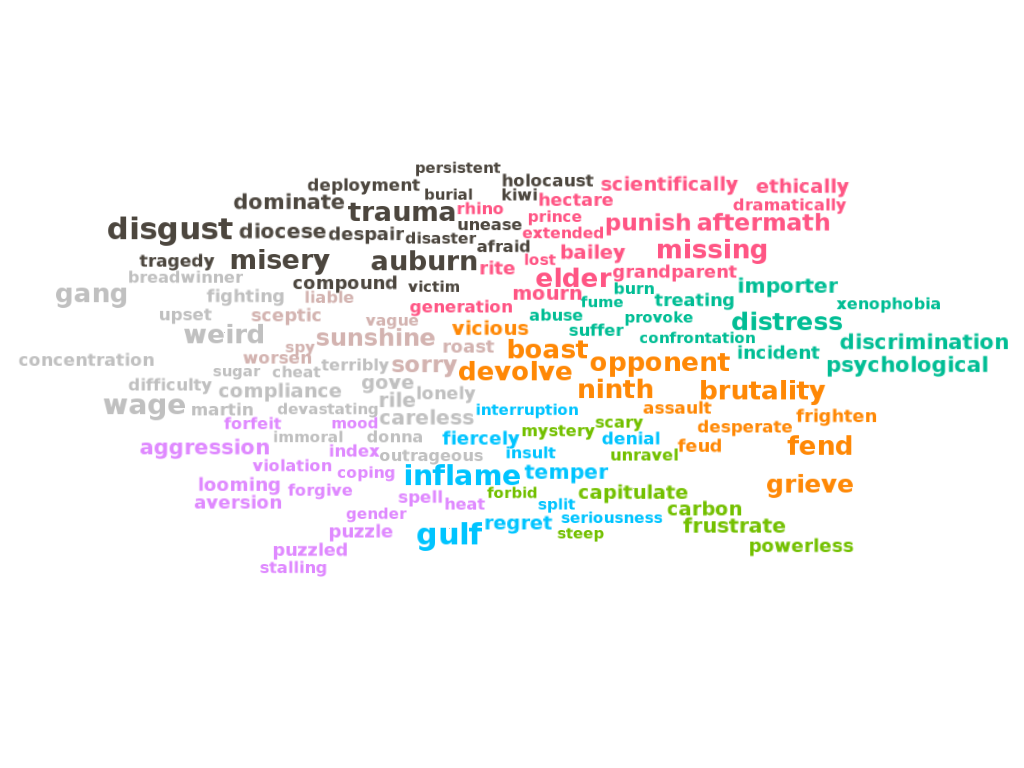 persistent
deployment burial holocaust scientifically ethically
dominate trauma rhino kiwi hectare dramatically
disgust diocese despair disaster unease prince extended punish aftermath
tragedy misery auburn afraid lost bailey missing
breadwinner compound victim rite elder grandparent
gang fighting liable generation mourn fume burn treating importer xenophobia
upset sceptic vague vicious abuse provoke distress
weird spy sunshine roast boast suffer confrontation incident discrimination
concentration worsen terribly sorry devolve opponent psychological
sugar cheat
difficulty compliance gove rile lonely ninth brutality
wage martin devastating careless interruption assault frighten
forfeit mood mystery scary desperate
aggression immoral donna fiercely denial feud fend
index outrageous insult unravel
violation coping inflame temper
looming forgive spell forbid capitulate grieve
aversion heat split carbon
gender gulf regret seriousness frustrate
puzzle steep powerless
puzzled
stalling